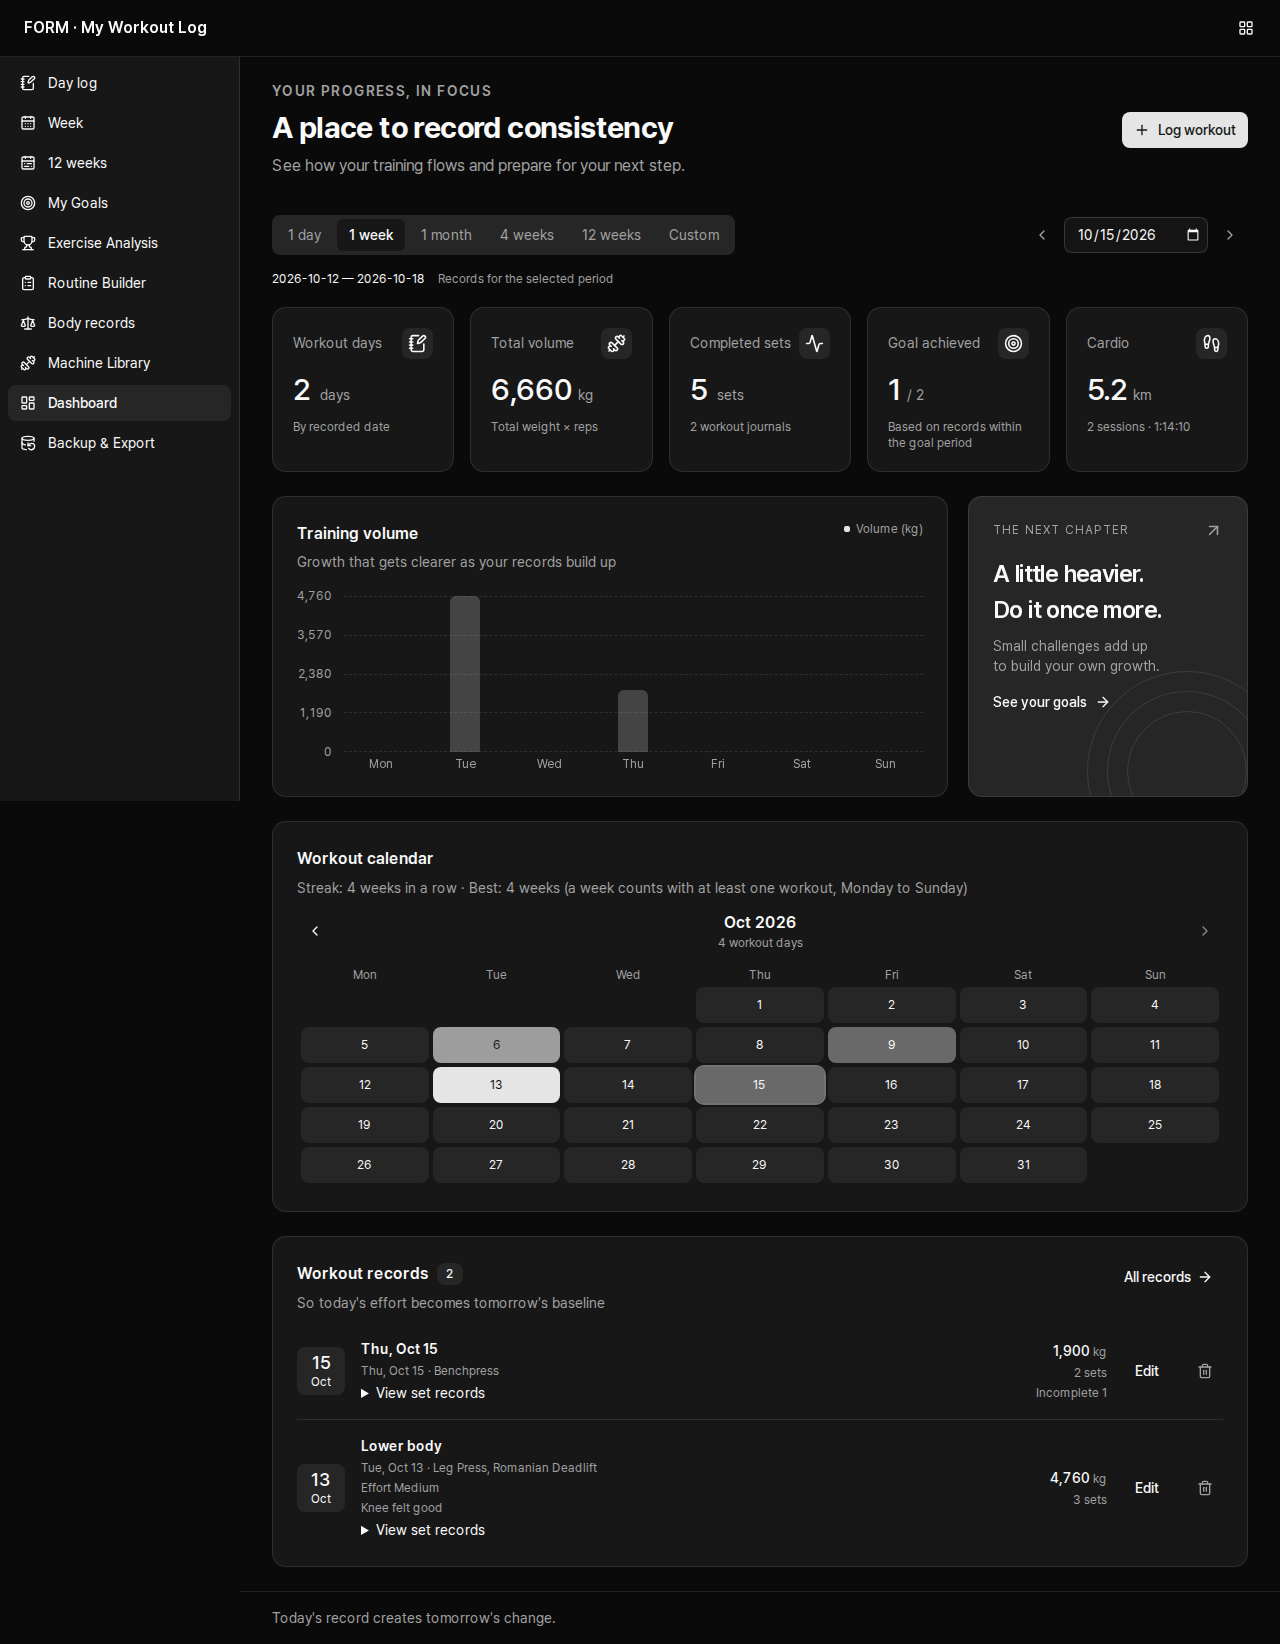 FORM · My Workout Log
Day log
Week
12 weeks
My Goals
Exercise Analysis
Routine Builder
Body records
Machine Library
Dashboard
Backup & Export
YOUR PROGRESS, IN FOCUS
A place to record consistency
See how your training flows and prepare for your next step.
Log workout
1 day 1 week 1 month 4 weeks 12 weeks Custom
10/15/2026
2026-10-12 — 2026-10-18 Records for the selected period
Workout days
2 days
By recorded date
Total volume
6,660 kg
Total weight × reps
Completed sets
5 sets
2 workout journals
Goal achieved
1 / 2
Based on records within
the goal period
Cardio
5.2 km
2 sessions · 1:14:10
Training volume
Volume (kg)
Growth that gets clearer as your records build up
4,760
3,570
2,380
1,190
0
Mon Tue Wed Thu Fri Sat Sun
THE NEXT CHAPTER
A little heavier.
Do it once more.
Small challenges add up
to build your own growth.
See your goals
Workout calendar
Streak: 4 weeks in a row · Best: 4 weeks (a week counts with at least one workout, Monday to Sunday)
Oct 2026
4 workout days
Mon Tue Wed Thu Fri Sat Sun
1 2 3 4
5 6 7 8 9 10 11
12 13 14 15 16 17 18
19 20 21 22 23 24 25
26 27 28 29 30 31
Workout records 2
All records
So today's effort becomes tomorrow's baseline
15
Oct
Thu, Oct 15
Thu, Oct 15 · Benchpress
View set records
1,900 kg
2 sets
Incomplete 1
Edit
13
Oct
Lower body
Tue, Oct 13 · Leg Press, Romanian Deadlift
Effort Medium
Knee felt good
View set records
4,760 kg
3 sets
Edit
Today's record creates tomorrow's change.